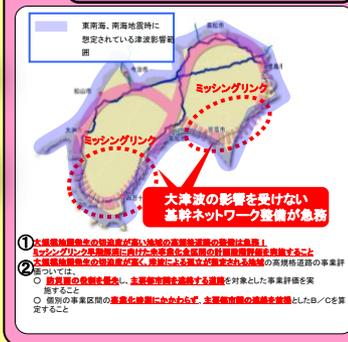 東南海、南海地震時に
想定されている津波影響範
囲
高松市
今治市
松山市
ミッシングリンク
ミッシングリンク
大津波の影響を受けない
基幹ネットワーク整備が急務
①大規模地震発生の切迫度が高い地域の高規格道路の整備は急務！
ミッシングリンク早期解消に向けた未事業化全区間の計画段階評価を実施すること
②大規模地震発生の切迫度が高く、津波による孤立が想定される地域の高規格道路の事業評
価ついては、
○ 防災面の役割を優先し、主要都市間を連絡する道路を対象とした事業評価を実
施すること
○ 個別の事業区間の事業化時期にかかわらず、主要都市間の連絡を前提としたB／Cを算
定すること